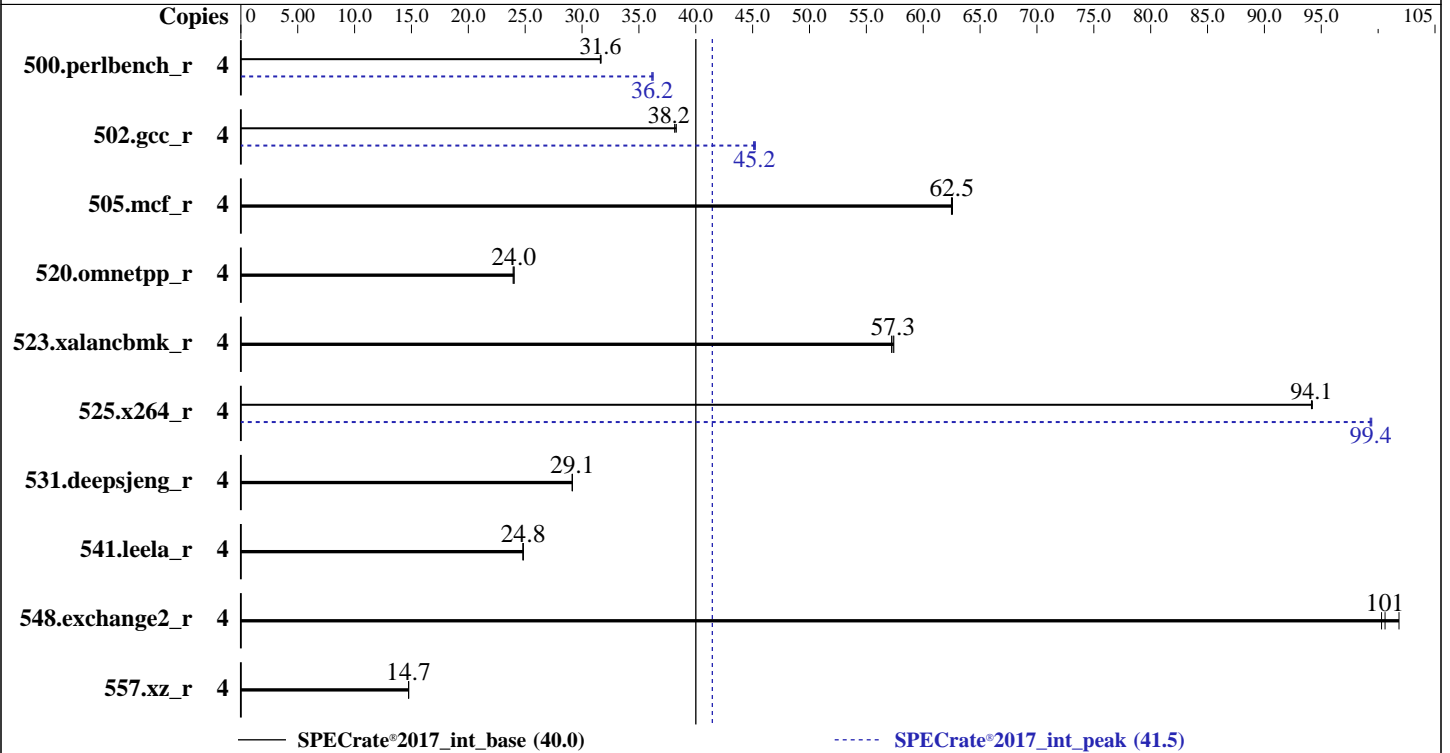 Copies 0 5.00 10.0 15.0 20.0 25.0 30.0 35.0 40.0 45.0 50.0 55.0 60.0 65.0 70.0 75.0 80.0 85.0 90.0 95.0 105
31.6
500.perlbench_r 4
36.2
38.2
502.gcc_r 4
45.2
62.5
505.mcf_r 4
24.0
520.omnetpp_r 4
57.3
523.xalancbmk_r 4
94.1
525.x264_r 4
99.4
29.1
531.deepsjeng_r 4
24.8
541.leela_r 4
101
548.exchange2_r 4
14.7
557.xz_r 4
SPECrate®2017_int_base (40.0) SPECrate®2017_int_peak (41.5)